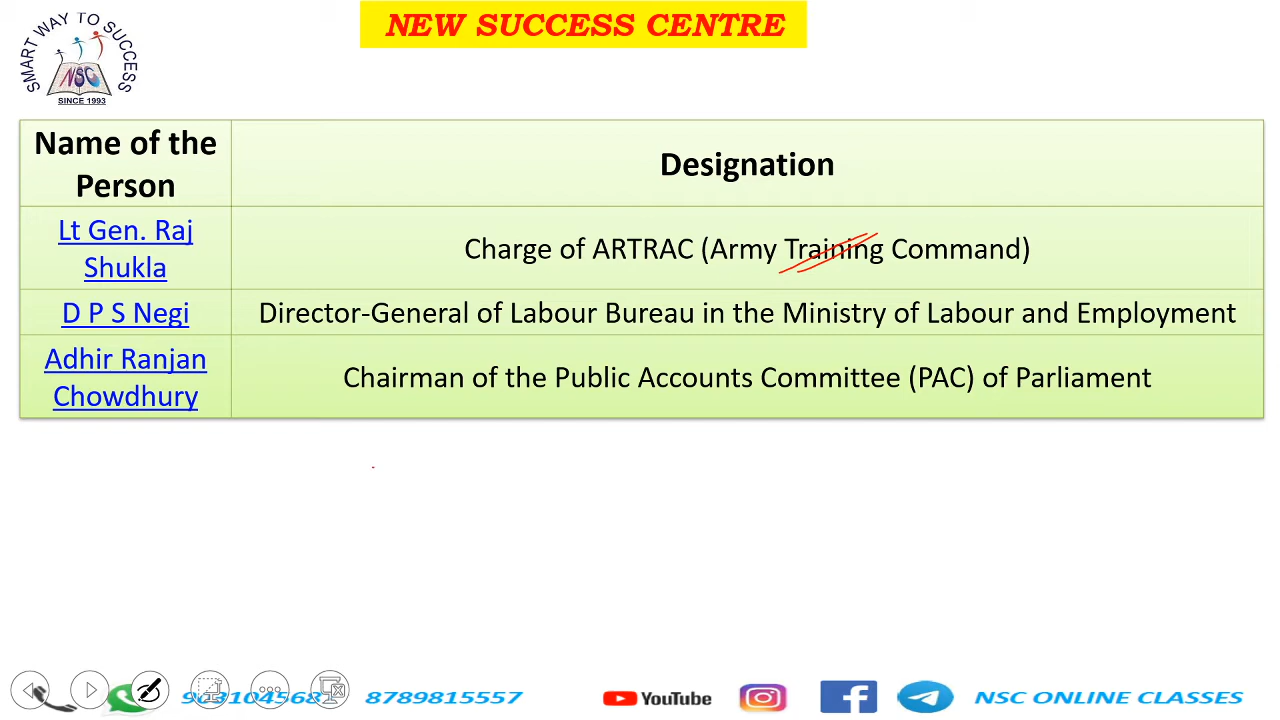 SMART WAY TO SUCCESS
NSC
SINCE 1993
NEW SUCCESS CENTRE
Name of the
Person
Designation
Lt Gen. Raj
Shukla
Charge of ARTRAC (Army Training Command)
D P S Negi
Director-General of Labour Bureau in the Ministry of Labour and Employment
Adhir Ranjan
Chowdhury
Chairman of the Public Accounts Committee (PAC) of Parliament
8789815557
YouTube
NSC ONLINE CLASSES